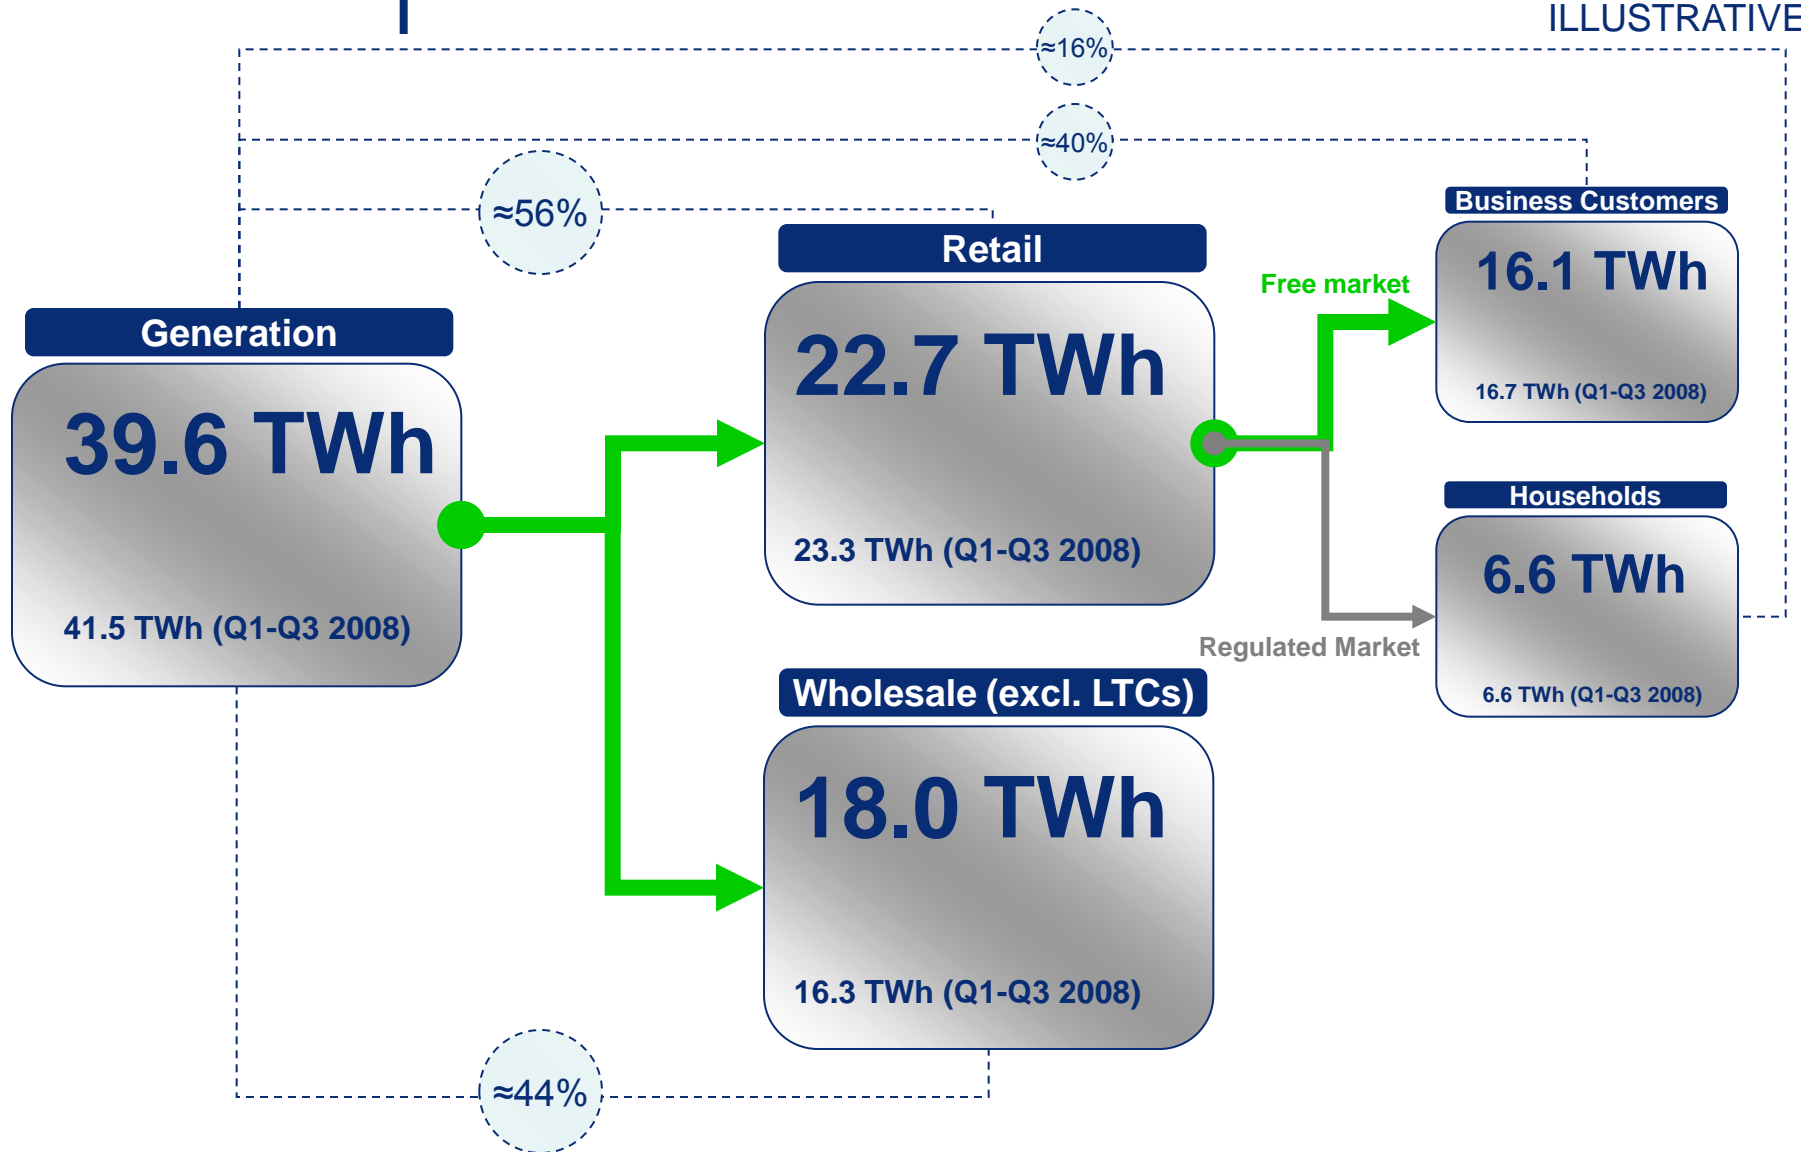 ILLUSTRATIVE
≈16%
≈40%
≈56%
Business Customers
16.1 TWh
16.7 TWh (Q1-Q3 2008)
Retail
22.7 TWh
23.3 TWh (Q1-Q3 2008)
Free market
Generation
39.6 TWh
41.5 TWh (Q1-Q3 2008)
Households
6.6 TWh
6.6 TWh (Q1-Q3 2008)
Regulated Market
Wholesale (excl. LTCs)
18.0 TWh
16.3 TWh (Q1-Q3 2008)
≈44%